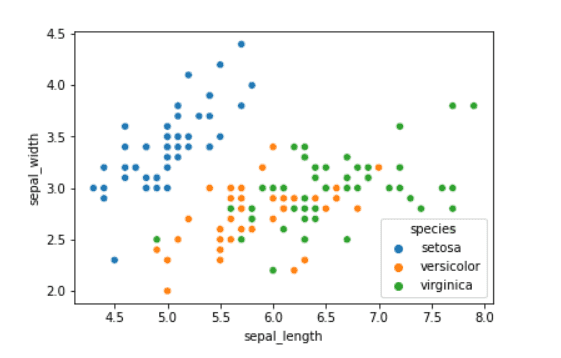 4.5
4.0
3.5
3.0
2.5
2.0
sepal_width
species
setosa
versicolor
virginica
4.5 5.0 5.5 6.0 6.5 7.0 7.5 8.0
sepal_length